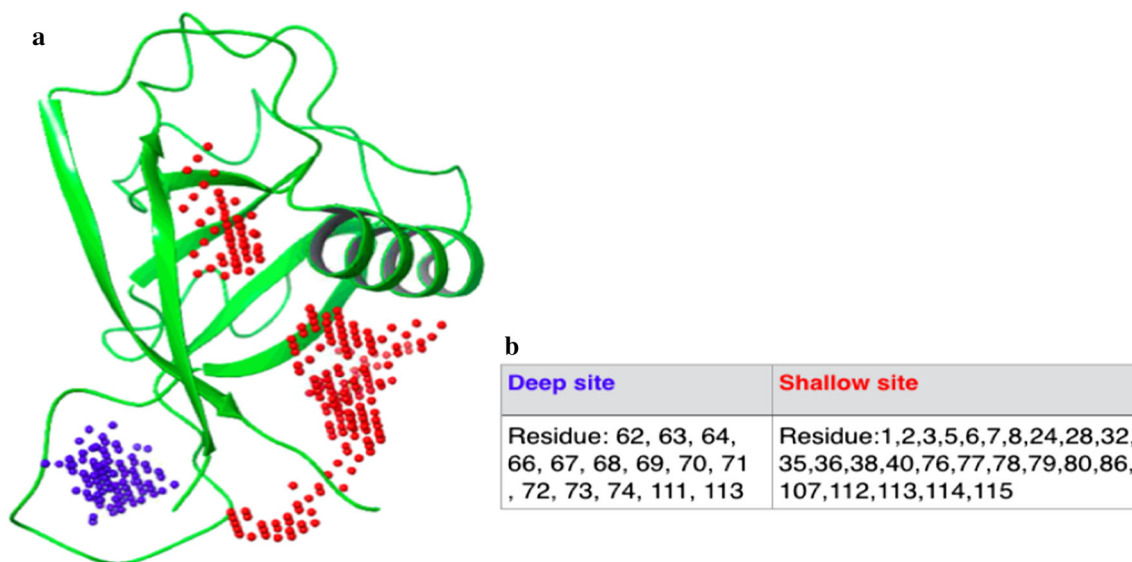 a
b
Deep site
Shallow site
Residue: 62, 63, 64,
66, 67, 68, 69, 70, 71
, 72, 73, 74, 111, 113
Residue:1,2,3,5,6,7,8,24,28,32,
35,36,38,40,76,77,78,79,80,86,
107,112,113,114,115